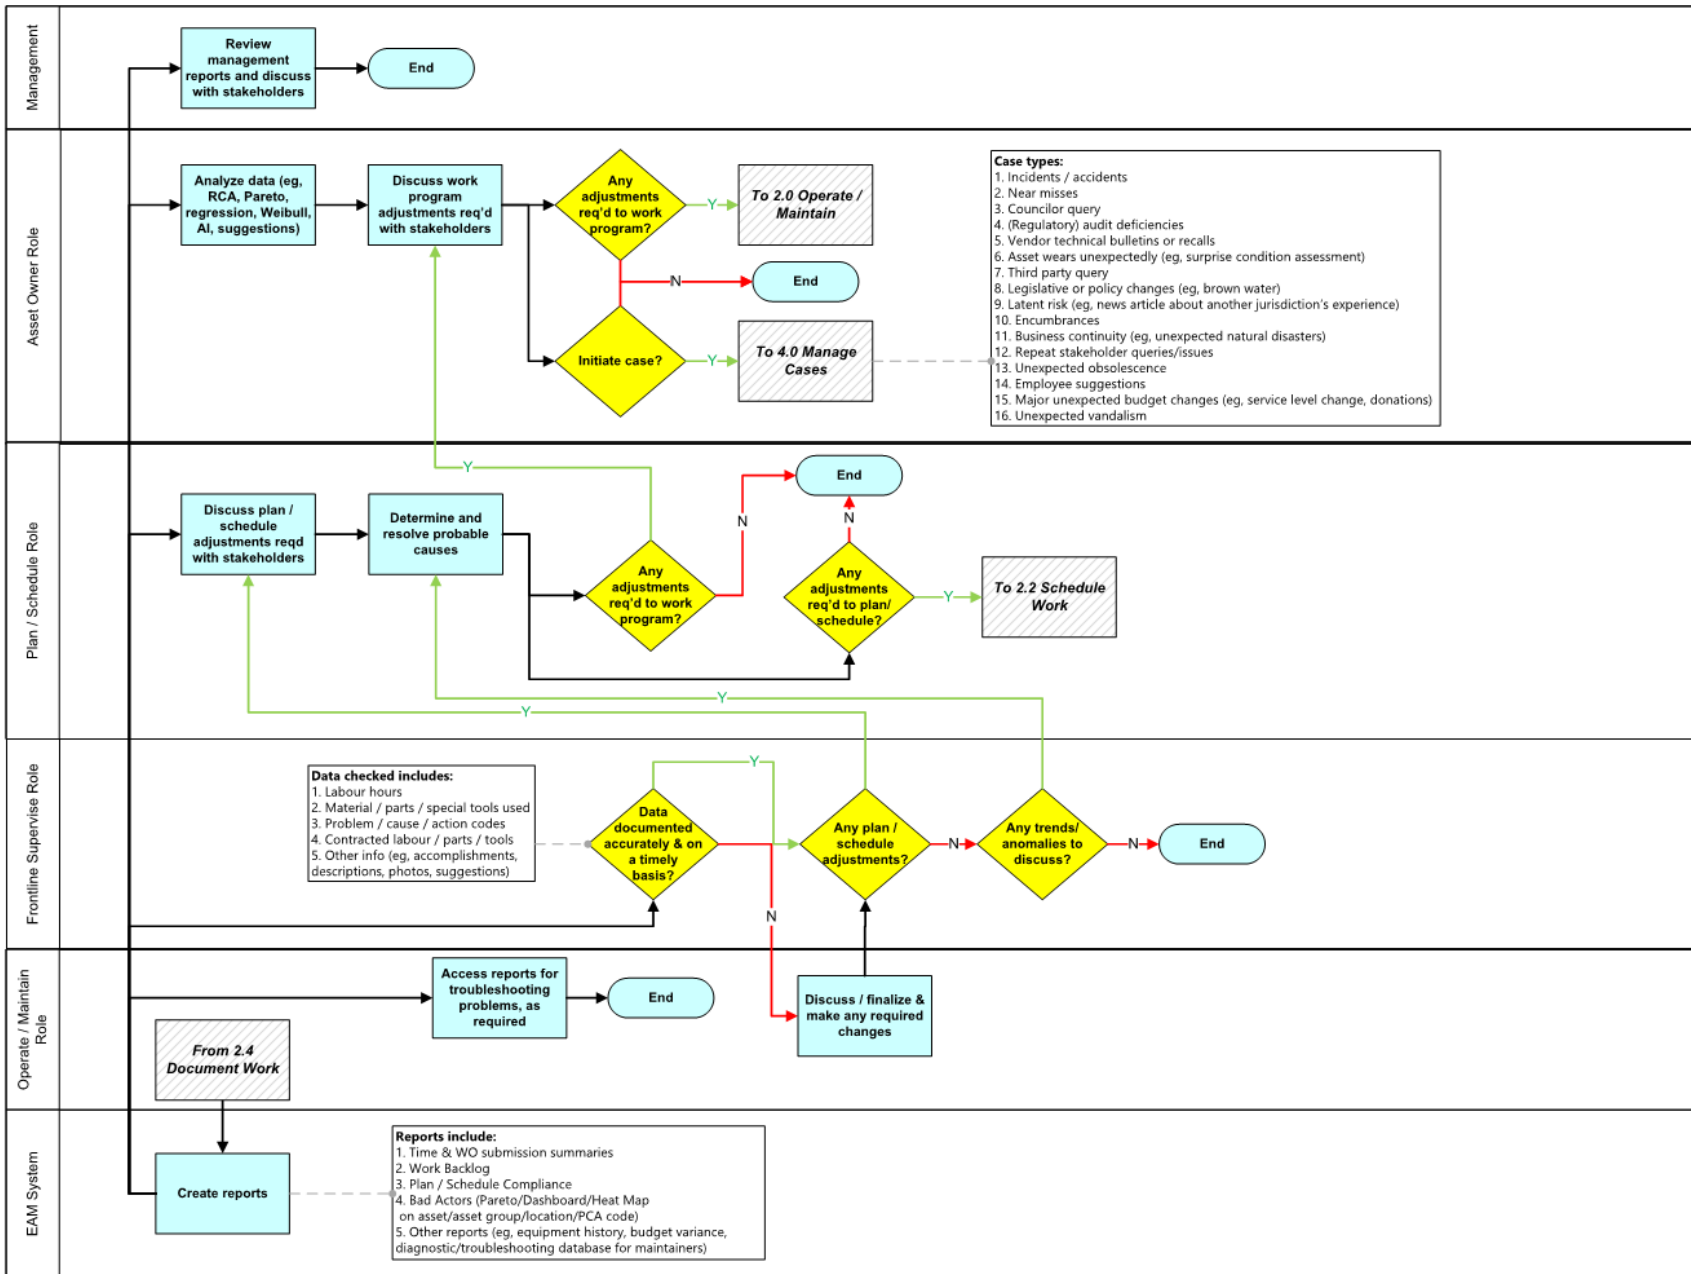 Management
Review
management
reports and discuss
with stakeholders
End
Asset Owner Role
Analyze data (eg,
RCA, Pareto,
regression, Weibull,
AI, suggestions)
Discuss work
program
adjustments req'd
with stakeholders
Any
adjustments
req'd to work
program?
Y
To 2.0 Operate /
Maintain
N
End
Initiate case?
Y
To 4.0 Manage
Cases
Case types:
1. Incidents / accidents
2. Near misses
3. Councilor query
4. (Regulatory) audit deficiencies
5. Vendor technical bulletins or recalls
6. Asset wears unexpectedly (eg, surprise condition assessment)
7. Third party query
8. Legislative or policy changes (eg, brown water)
9. Latent risk (eg, news article about another jurisdiction's experience)
10. Encumbrances
11. Business continuity (eg, unexpected natural disasters)
12. Repeat stakeholder queries/issues
13. Unexpected obsolescence
14. Employee suggestions
15. Major unexpected budget changes (eg, service level change, donations)
16. Unexpected vandalism
Plan / Schedule Role
Discuss plan /
schedule
adjustments reqd
with stakeholders
Determine and
resolve probable
causes
Y
Any
adjustments
req'd to work
program?
N
End
N
Any
adjustments
req'd to plan/
schedule?
Y
To 2.2 Schedule
Work
Y
Y
Frontline Supervise Role
Data checked includes:
1. Labour hours
2. Material / parts / special tools used
3. Problem / cause / action codes
4. Contracted labour / parts / tools
5. Other info (eg, accomplishments,
descriptions, photos, suggestions)
Data
documented
accurately & on
a timely
basis?
Y
N
Any plan /
schedule
adjustments?
N
Any trends/
anomalies to
discuss?
N
End
Operate / Maintain
Role
Access reports for
troubleshooting
problems, as
required
End
Discuss / finalize &
make any required
changes
From 2.4
Document Work
EAM System
Create reports
Reports include:
1. Time & WO submission summaries
2. Work Backlog
3. Plan / Schedule Compliance
4. Bad Actors (Pareto/Dashboard/Heat Map
on asset/asset group/location/PCA code)
5. Other reports (eg, equipment history, budget variance,
diagnostic/troubleshooting database for maintainers)